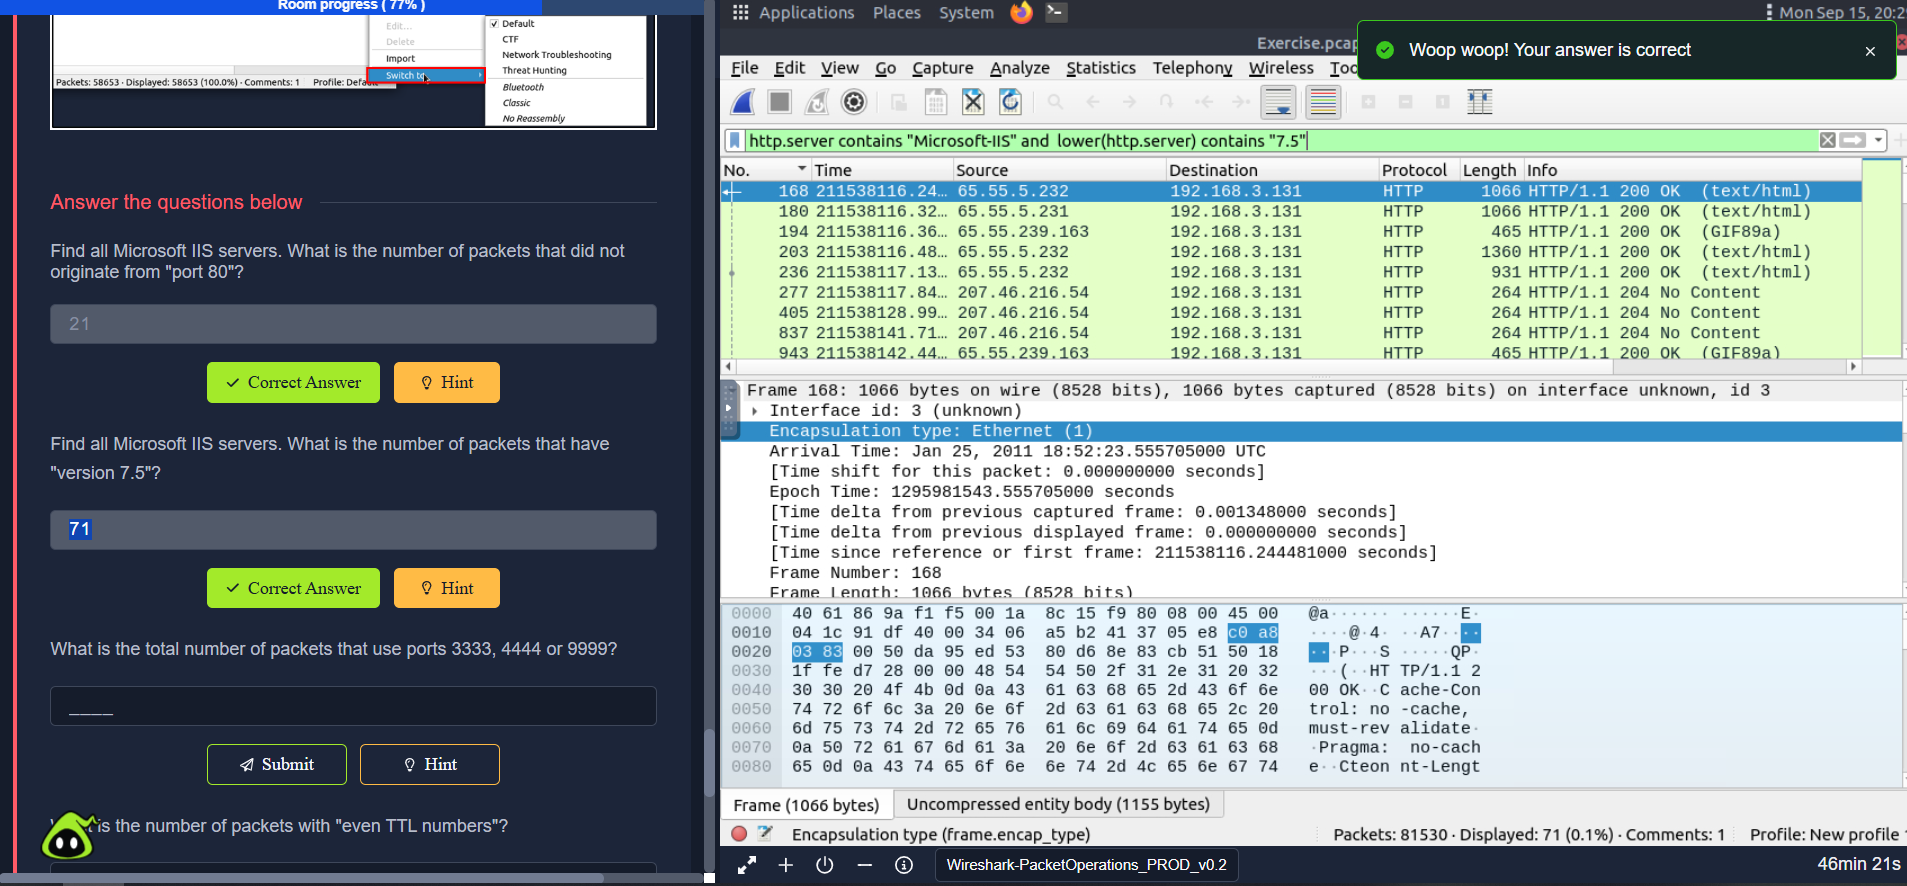 Room progress ( 77% )
Edit...
Delete
Import
Switch to
Default
CTF
Network Troubleshooting
Threat Hunting
Bluetooth
Classic
No Reassembly
Packets: 58653 · Displayed: 58653 (100.0%) · Comments: 1 Profile: Defa
Answer the questions below
Find all Microsoft IIS servers. What is the number of packets that did not
originate from "port 80"?
21
Correct Answer
Hint
Find all Microsoft IIS servers. What is the number of packets that have
"version 7.5"?
71
Correct Answer
Hint
What is the total number of packets that use ports 3333, 4444 or 9999?
____
Submit
Hint
is the number of packets with "even TTL numbers"?
Applications Places System
Mon Sep 15, 20:2
Exercise.pcap
Woop woop! Your answer is correct
File Edit View Go Capture Analyze Statistics Telephony Wireless Too
http.server contains "Microsoft-IIS" and lower(http.server) contains "7.5"
No. Time Source Destination Protocol Length Info
168 211538116.24… 65.55.5.232 192.168.3.131 HTTP 1066 HTTP/1.1 200 OK (text/html)
180 211538116.32… 65.55.5.231 192.168.3.131 HTTP 1066 HTTP/1.1 200 OK (text/html)
194 211538116.36… 65.55.239.163 192.168.3.131 HTTP 465 HTTP/1.1 200 OK (GIF89a)
203 211538116.48… 65.55.5.232 192.168.3.131 HTTP 1360 HTTP/1.1 200 OK (text/html)
236 211538117.13… 65.55.5.232 192.168.3.131 HTTP 931 HTTP/1.1 200 OK (text/html)
277 211538117.84… 207.46.216.54 192.168.3.131 HTTP 264 HTTP/1.1 204 No Content
405 211538128.99… 207.46.216.54 192.168.3.131 HTTP 264 HTTP/1.1 204 No Content
837 211538141.71… 207.46.216.54 192.168.3.131 HTTP 264 HTTP/1.1 204 No Content
943 211538142.44… 65.55.239.163 192.168.3.131 HTTP 465 HTTP/1.1 200 OK (GIF89a)
Frame 168: 1066 bytes on wire (8528 bits), 1066 bytes captured (8528 bits) on interface unknown, id 3
Interface id: 3 (unknown)
Encapsulation type: Ethernet (1)
Arrival Time: Jan 25, 2011 18:52:23.555705000 UTC
[Time shift for this packet: 0.000000000 seconds]
Epoch Time: 1295981543.555705000 seconds
[Time delta from previous captured frame: 0.001348000 seconds]
[Time delta from previous displayed frame: 0.000000000 seconds]
[Time since reference or first frame: 211538116.244481000 seconds]
Frame Number: 168
Frame Length: 1066 bytes (8528 bits)
0000 40 61 86 9a f1 f5 00 1a 8c 15 f9 80 08 00 45 00 @a······ ······E·
0010 04 1c 91 df 40 00 34 06 a5 b2 41 37 05 e8 c0 a8 ····@·4· ··A7····
0020 03 83 00 50 da 95 ed 53 80 d6 8e 83 cb 51 50 18 ···P···S ·····QP·
0030 1f fe d7 28 00 00 48 54 54 50 2f 31 2e 31 20 32 ···(··HT TP/1.1 2
0040 30 30 20 4f 4b 0d 0a 43 61 63 68 65 2d 43 6f 6e 00 OK··C ache-Con
0050 74 72 6f 6c 3a 20 6e 6f 2d 63 61 63 68 65 2c 20 trol: no -cache,
0060 6d 75 73 74 2d 72 65 76 61 6c 69 64 61 74 65 0d must-rev alidate·
0070 0a 50 72 61 67 6d 61 3a 20 6e 6f 2d 63 61 63 68 ·Pragma: no-cach
0080 65 0d 0a 43 74 65 6f 6e 6e 74 2d 4c 65 6e 67 74 e··Cteon nt-Lengt
Frame (1066 bytes) Uncompressed entity body (1155 bytes)
Encapsulation type (frame.encap_type) Packets: 81530 · Displayed: 71 (0.1%) · Comments: 1 Profile: New profile
Wireshark-PacketOperations_PROD_v0.2
46min 21s